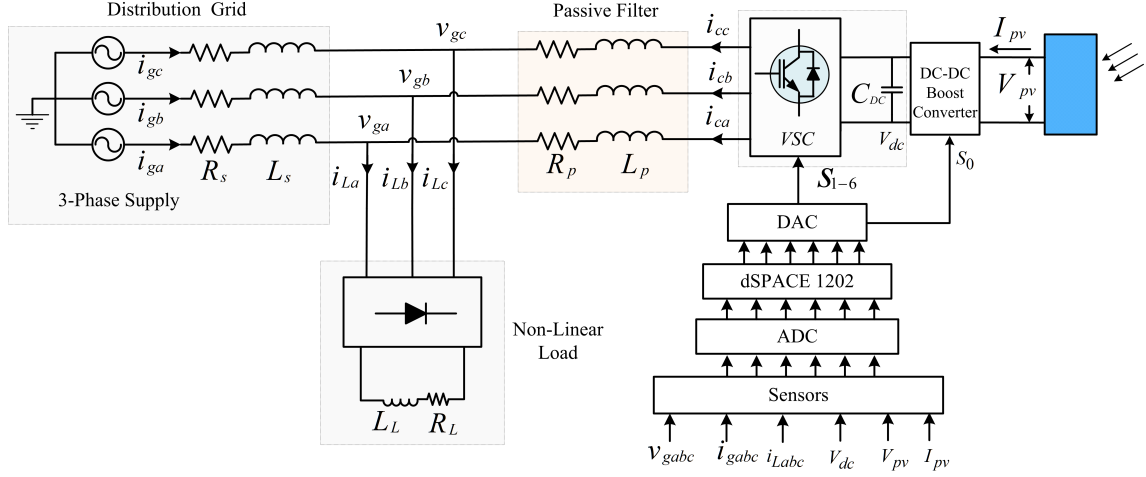 Distribution Grid
Passive Filter
v_gc
i_cc
I_pv
i_gc
v_gb
i_cb
C_DC
DC-DC
Boost
Converter
V_pv
i_gb
v_ga
i_ca
VSC
V_dc
i_ga
R_s
L_s
i_La
i_Lb
i_Lc
R_p
L_p
S_1-6
S_0
3-Phase Supply
DAC
dSPACE 1202
Non-Linear
Load
ADC
Sensors
L_L
R_L
v_gabc
i_gabc
i_Labc
V_dc
V_pv
I_pv